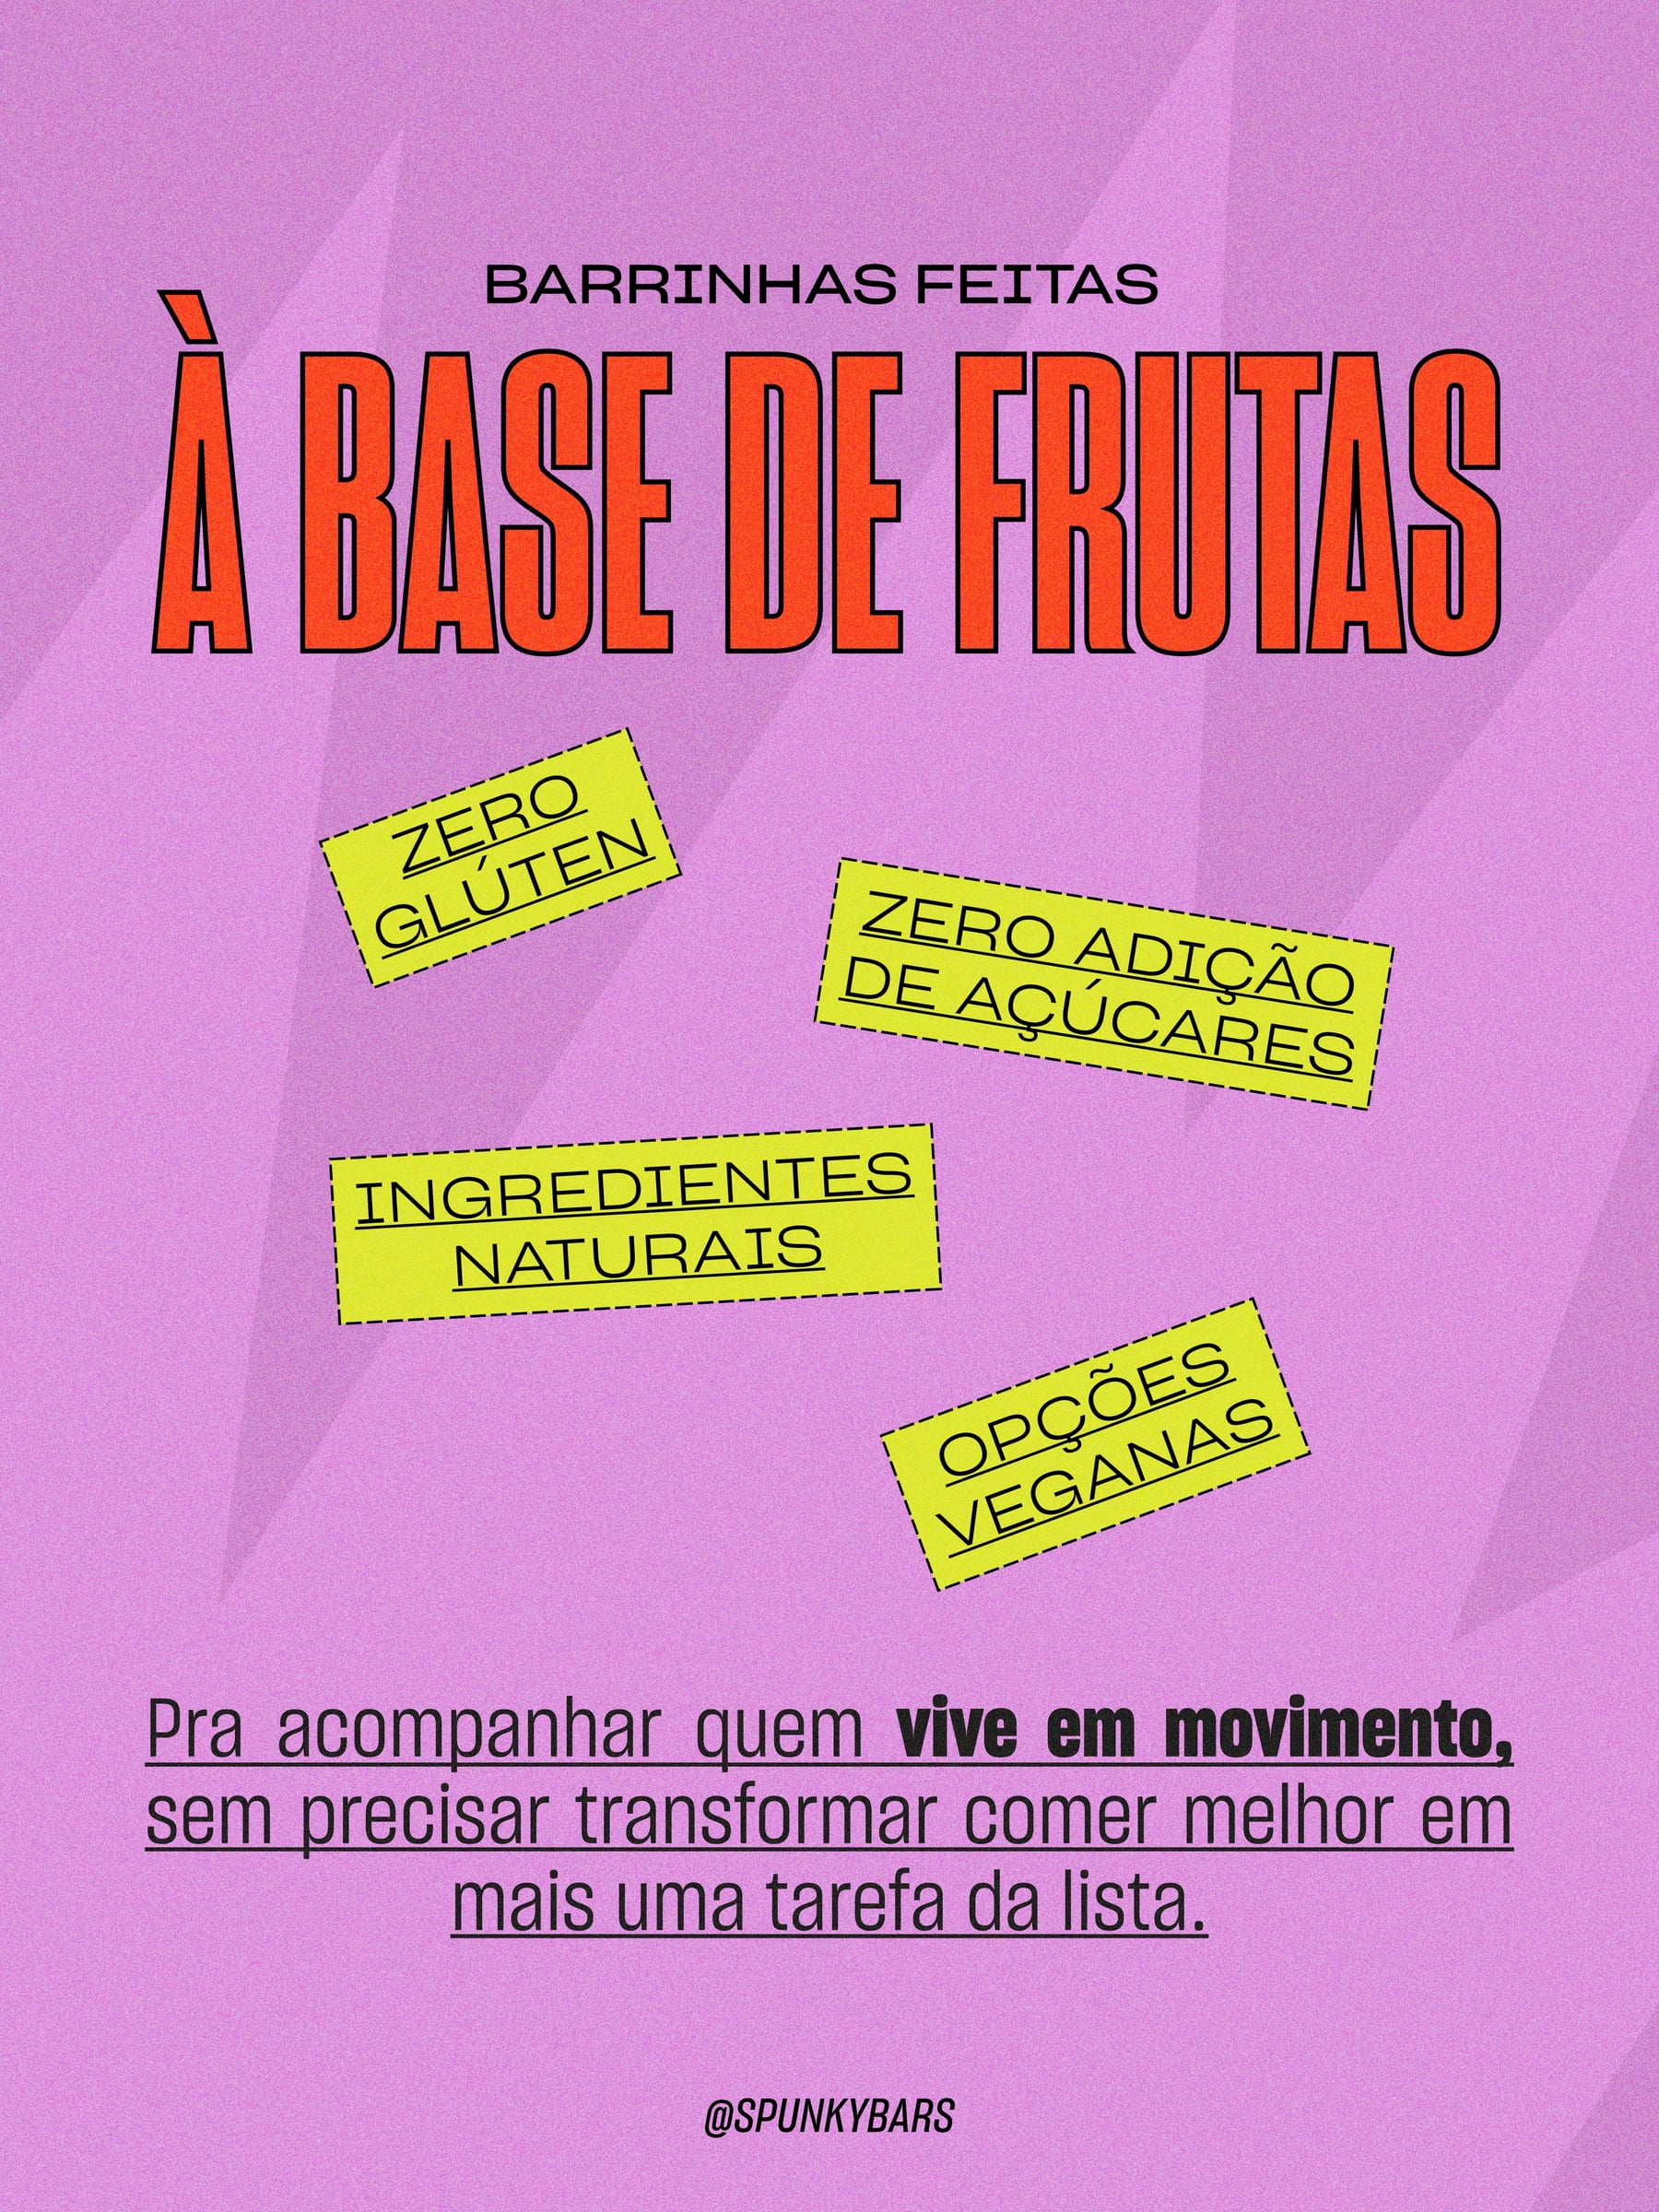 BARRINHAS FEITAS
À BASE DE FRUTAS
ZERO
GLÚTEN
ZERO ADIÇÃO
DE AÇÚCARES
INGREDIENTES
NATURAIS
OPÇÕES
VEGANAS
Pra acompanhar quem vive em movimento,
sem precisar transformar comer melhor em
mais uma tarefa da lista.
@SPUNKYBARS